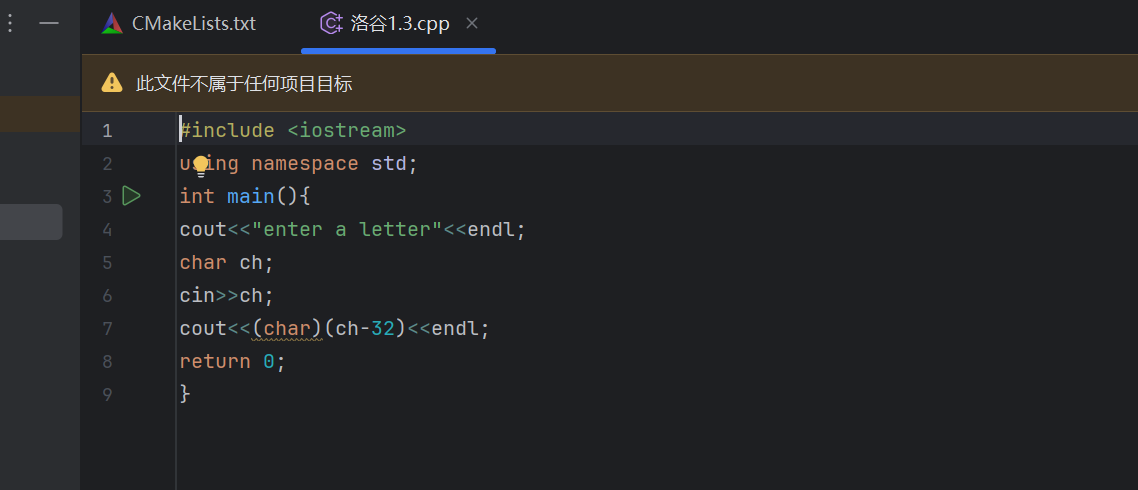 CMakeLists.txt 洛谷1.3.cpp
此文件不属于任何项目目标
1 #include <iostream>
2 using namespace std;
3 int main(){
4 cout<<"enter a letter"<<endl;
5 char ch;
6 cin>>ch;
7 cout<<(char)(ch-32)<<endl;
8 return 0;
9 }